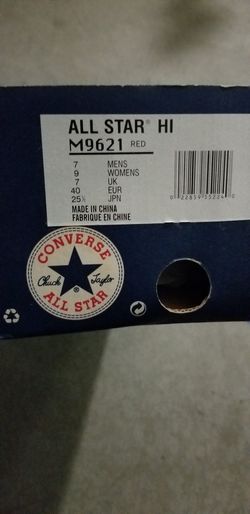 ALL STAR® HI
M9621 RED
7 MENS
9 WOMENS
7 UK
40 EUR
25½ JPN
MADE IN CHINA
FABRIQUE EN CHINE
CONVERSE
Chuck Taylor
ALL STAR